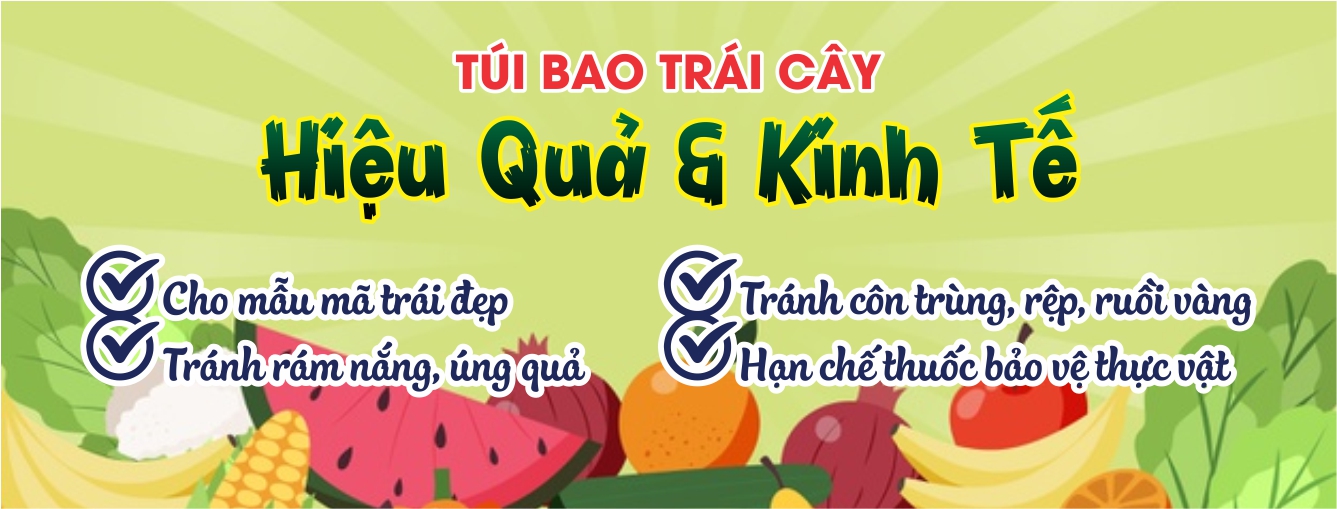 TÚI BAO TRÁI CÂY
Hiệu Quả & Kinh Tế
Cho mẫu mã trái đẹp
Tránh rám nắng, úng quả
Tránh côn trùng, rệp, ruồi vàng
Hạn chế thuốc bảo vệ thực vật